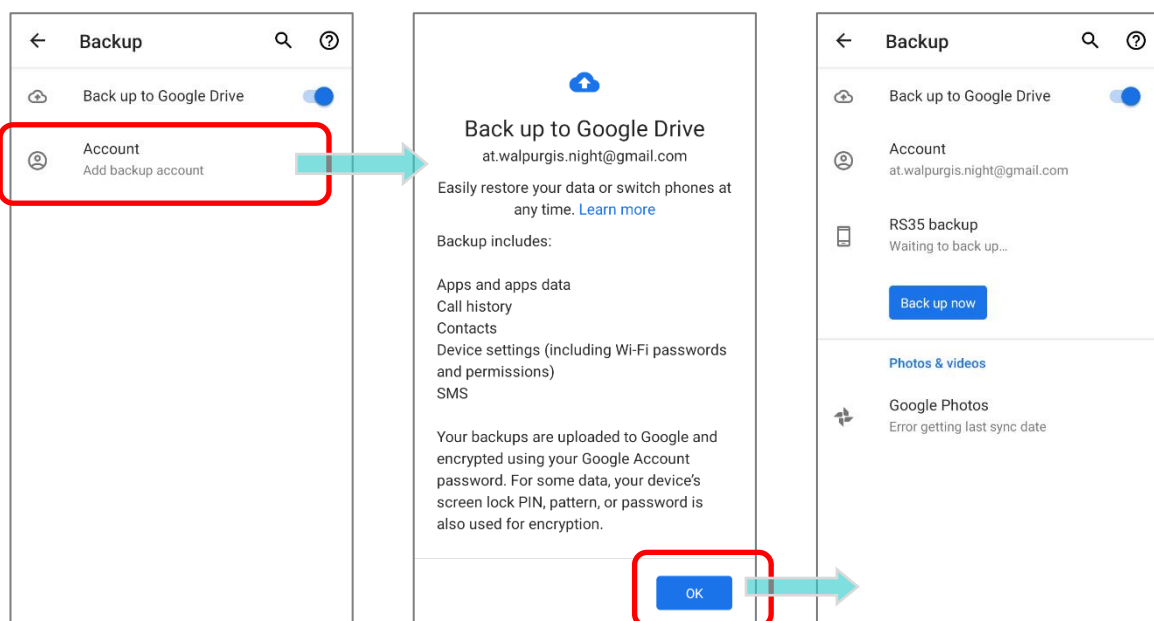 Backup
Back up to Google Drive
Account
Add backup account
Back up to Google Drive
at.walpurgis.night@gmail.com
Easily restore your data or switch phones at
any time. Learn more
Backup includes:
Apps and apps data
Call history
Contacts
Device settings (including Wi-Fi passwords
and permissions)
SMS
Your backups are uploaded to Google and
encrypted using your Google Account
password. For some data, your device's
screen lock PIN, pattern, or password is
also used for encryption.
OK
Backup
Back up to Google Drive
Account
at.walpurgis.night@gmail.com
RS35 backup
Waiting to back up…
Back up now
Photos & videos
Google Photos
Error getting last sync date